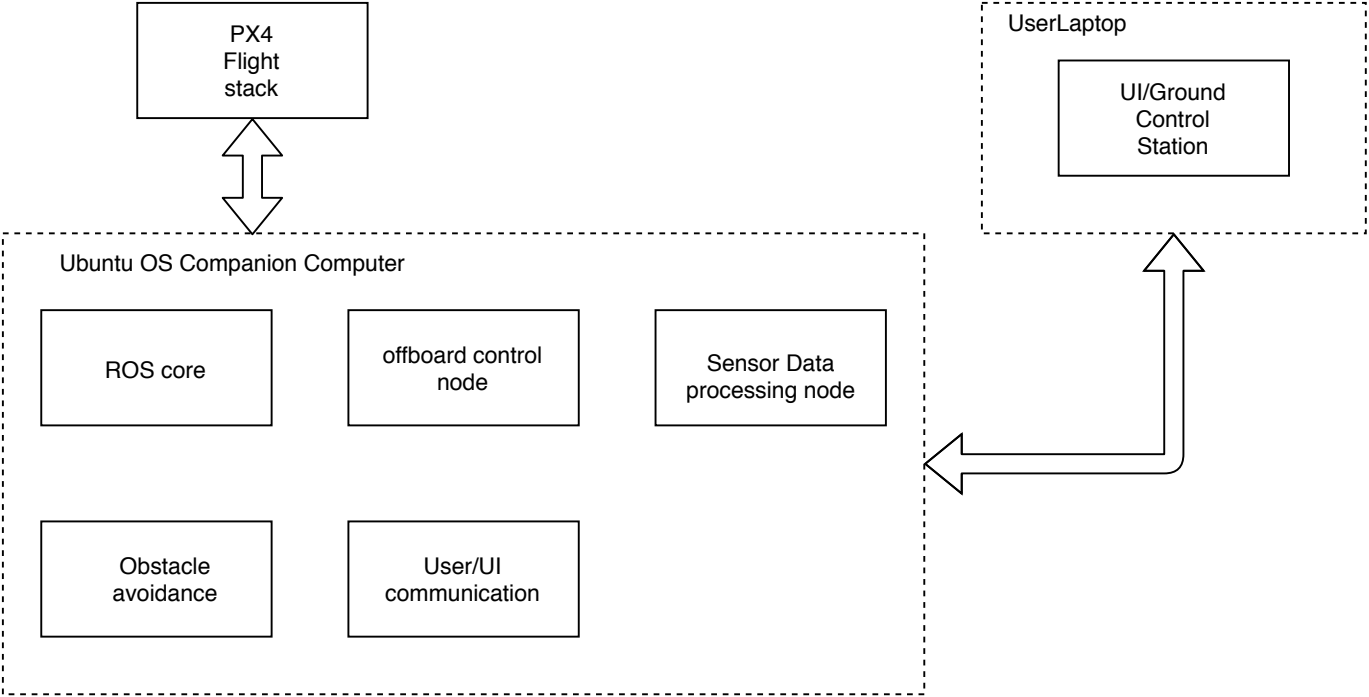 PX4
Flight
stack
UserLaptop
UI/Ground
Control
Station
Ubuntu OS Companion Computer
ROS core
offboard control
node
Sensor Data
processing node
Obstacle
avoidance
User/UI
communication